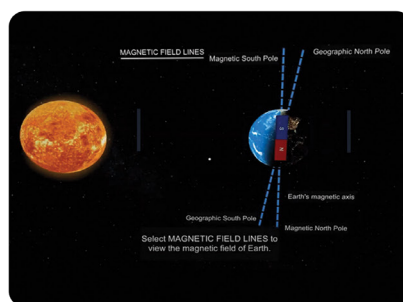 MAGNETIC FIELD LINES
Magnetic South Pole
Geographic North Pole
S
N
Earth's magnetic axis
Geographic South Pole
Magnetic North Pole
Select MAGNETIC FIELD LINES to
view the magnetic field of Earth.